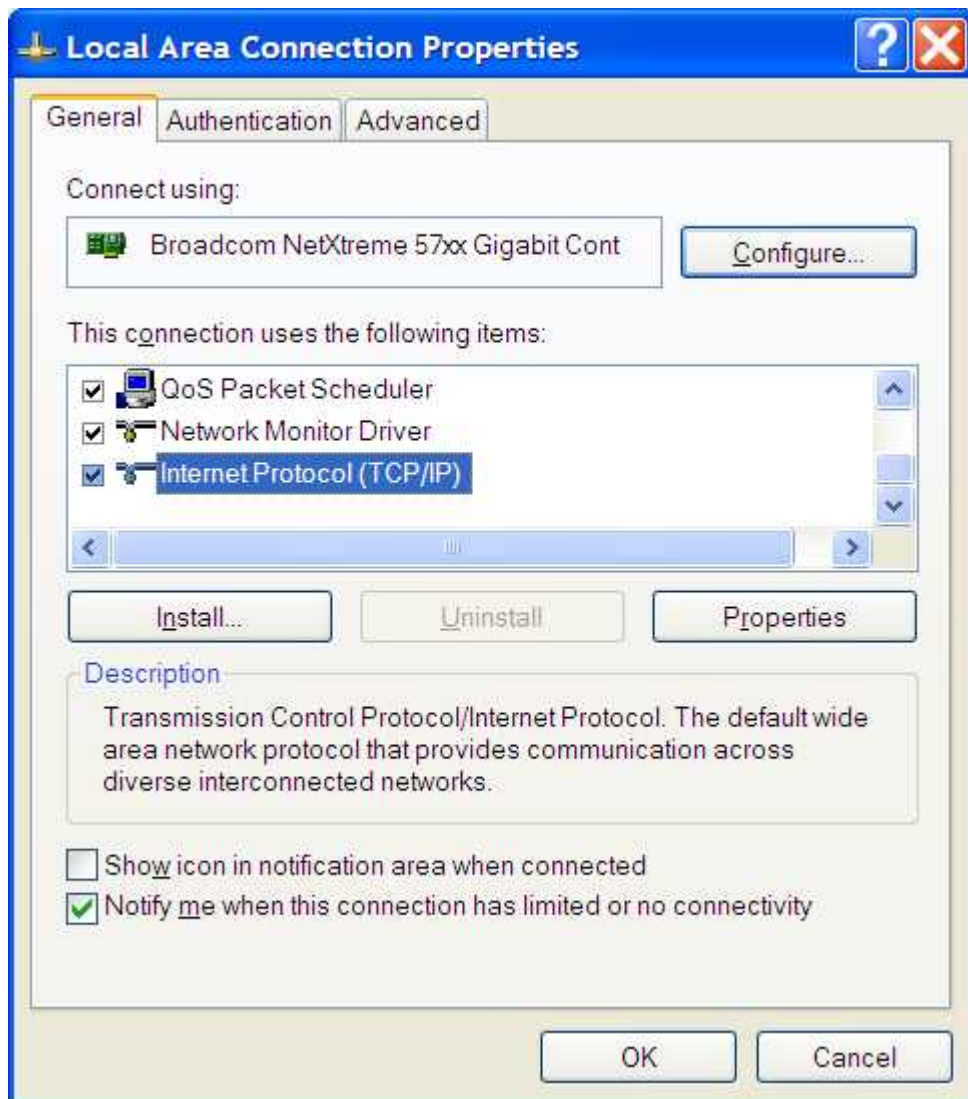 Local Area Connection Properties
General Authentication Advanced
Connect using:
Broadcom NetXtreme 57xx Gigabit Cont
Configure...
This connection uses the following items:
QoS Packet Scheduler
Network Monitor Driver
Internet Protocol (TCP/IP)
Install... Uninstall Properties
Description
Transmission Control Protocol/Internet Protocol. The default wide
area network protocol that provides communication across
diverse interconnected networks.
Show icon in notification area when connected
Notify me when this connection has limited or no connectivity
OK Cancel